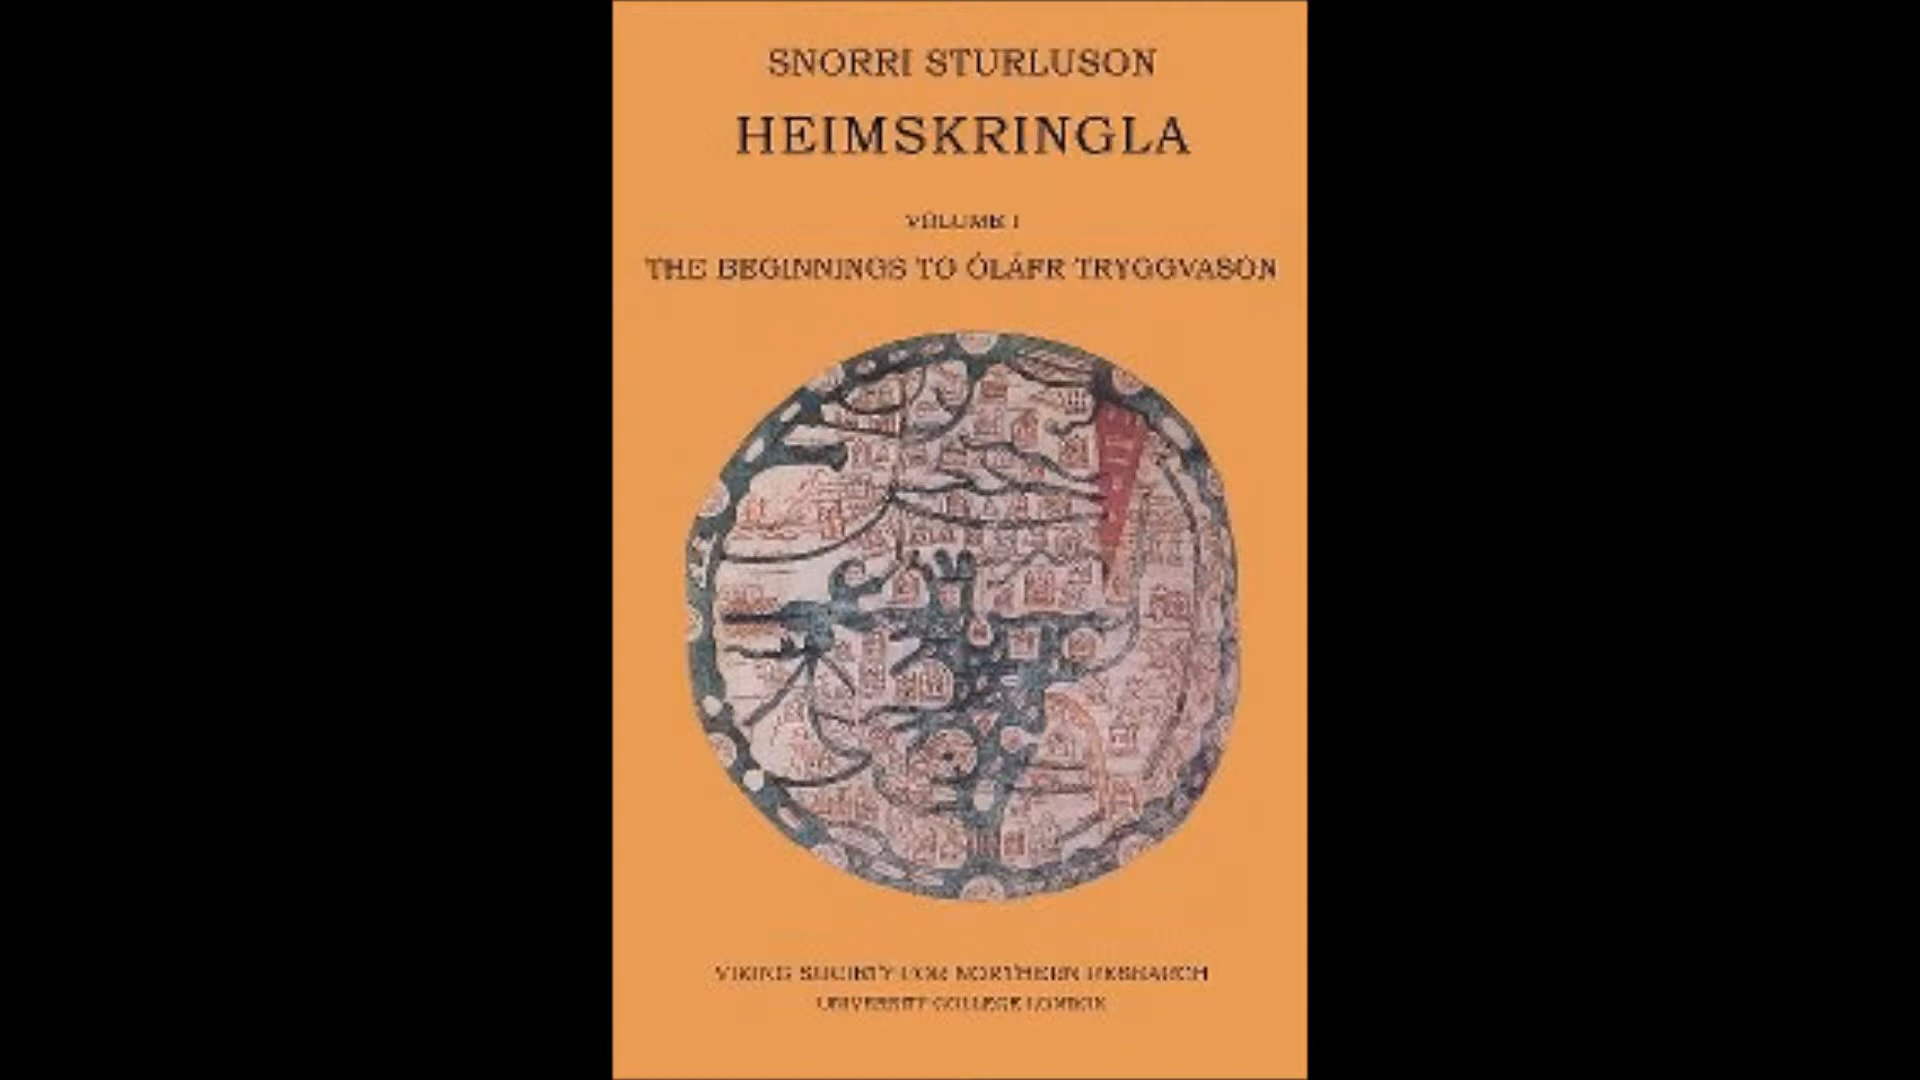 SNORRI STURLUSON
HEIMSKRINGLA
VOLUME I
THE BEGINNINGS TO ÓLÁFR TRYGGVASON
VIKING SOCIETY FOR NORTHERN RESEARCH
UNIVERSITY COLLEGE LONDON